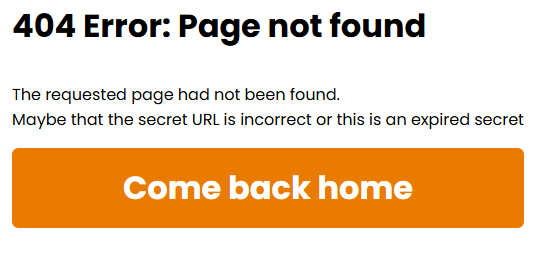 404 Error: Page not found
The requested page had not been found.
Maybe that the secret URL is incorrect or this is an expired secret
Come back home